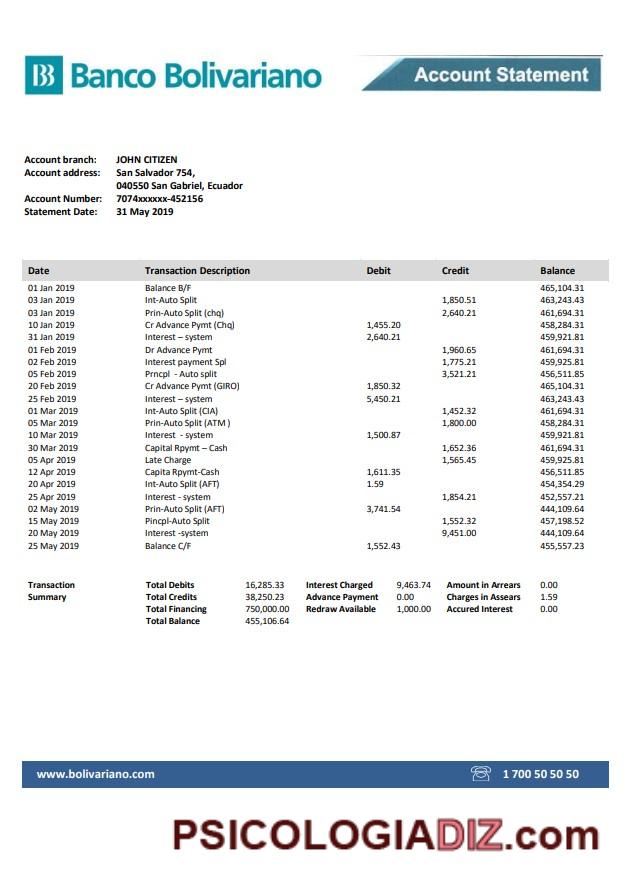 B Banco Bolivariano
Account Statement
Account branch: JOHN CITIZEN
Account address: San Salvador 754,
040550 San Gabriel, Ecuador
Account Number: 7074xxxxxx-452156
Statement Date: 31 May 2019
Date Transaction Description Debit Credit Balance
01 Jan 2019 Balance B/F 465,104.31
03 Jan 2019 Int-Auto Split 1,850.51 463,243.43
03 Jan 2019 Prin-Auto Split (chq) 2,640.21 461,694.31
10 Jan 2019 Cr Advance Pymt (Chq) 1,455.20 458,284.31
31 Jan 2019 Interest – system 2,640.21 459,921.81
01 Feb 2019 Dr Advance Pymt 1,960.65 461,694.31
02 Feb 2019 Interest payment Spl 1,775.21 459,925.81
05 Feb 2019 Prncpl - Auto split 3,521.21 456,511.85
20 Feb 2019 Cr Advance Pymt (GIRO) 1,850.32 465,104.31
25 Feb 2019 Interest – system 5,450.21 463,243.43
01 Mar 2019 Int-Auto Split (CIA) 1,452.32 461,694.31
05 Mar 2019 Prin-Auto Split (ATM ) 1,800.00 458,284.31
10 Mar 2019 Interest - system 1,500.87 459,921.81
30 Mar 2019 Capital Rpymt – Cash 1,652.36 461,694.31
05 Apr 2019 Late Charge 1,565.45 459,925.81
12 Apr 2019 Capita Rpymt-Cash 1,611.35 456,511.85
20 Apr 2019 Int-Auto Split (AFT) 1.59 454,354.29
25 Apr 2019 Interest - system 1,854.21 452,557.21
02 May 2019 Prin-Auto Split (AFT) 3,741.54 444,109.64
15 May 2019 Pincpl-Auto Split 1,552.32 457,198.52
20 May 2019 Interest -system 9,451.00 444,109.64
25 May 2019 Balance C/F 1,552.43 455,557.23
Transaction Total Debits 16,285.33 Interest Charged 9,463.74 Amount in Arrears 0.00
Summary Total Credits 38,250.23 Advance Payment 0.00 Charges in Assears 1.59
Total Financing 750,000.00 Redraw Available 1,000.00 Accured Interest 0.00
Total Balance 455,106.64
www.bolivariano.com 1 700 50 50 50
PSICOLOGIADIZ.com